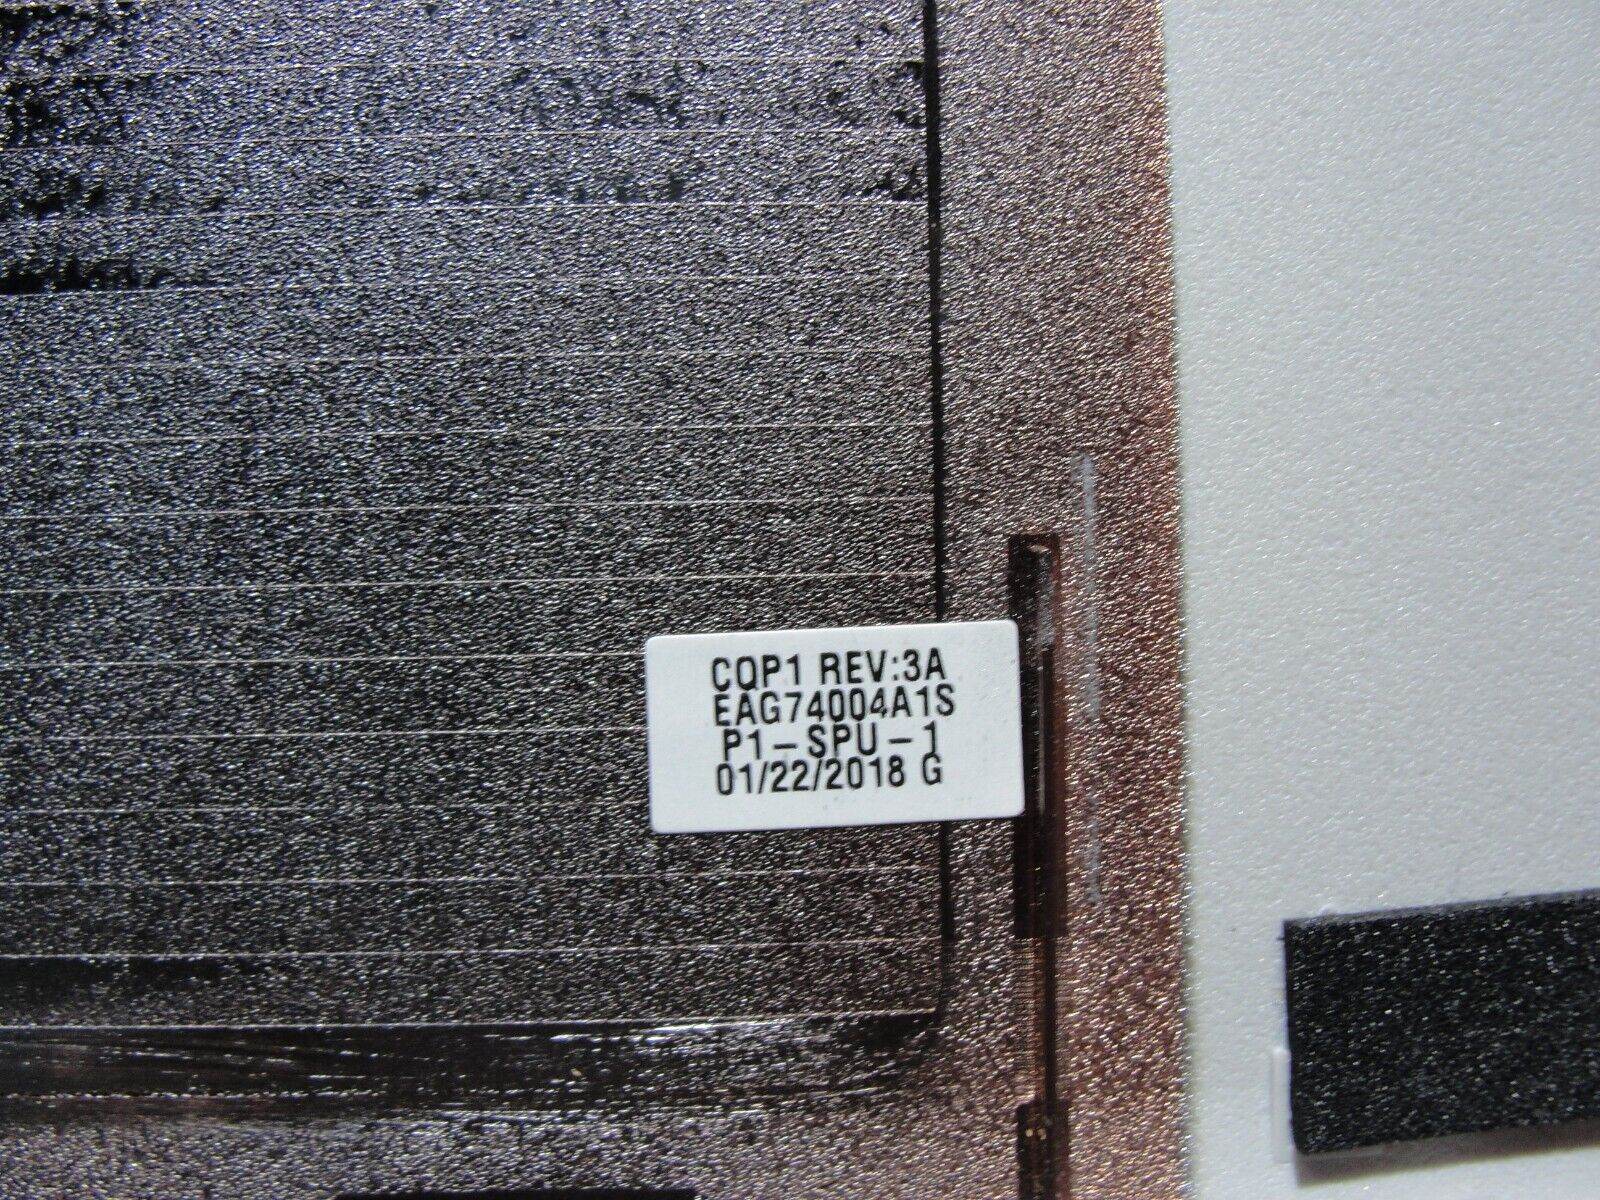 CQP1 REV:3A
EAG74004A1S
P1-SPU-1
01/22/2018 G